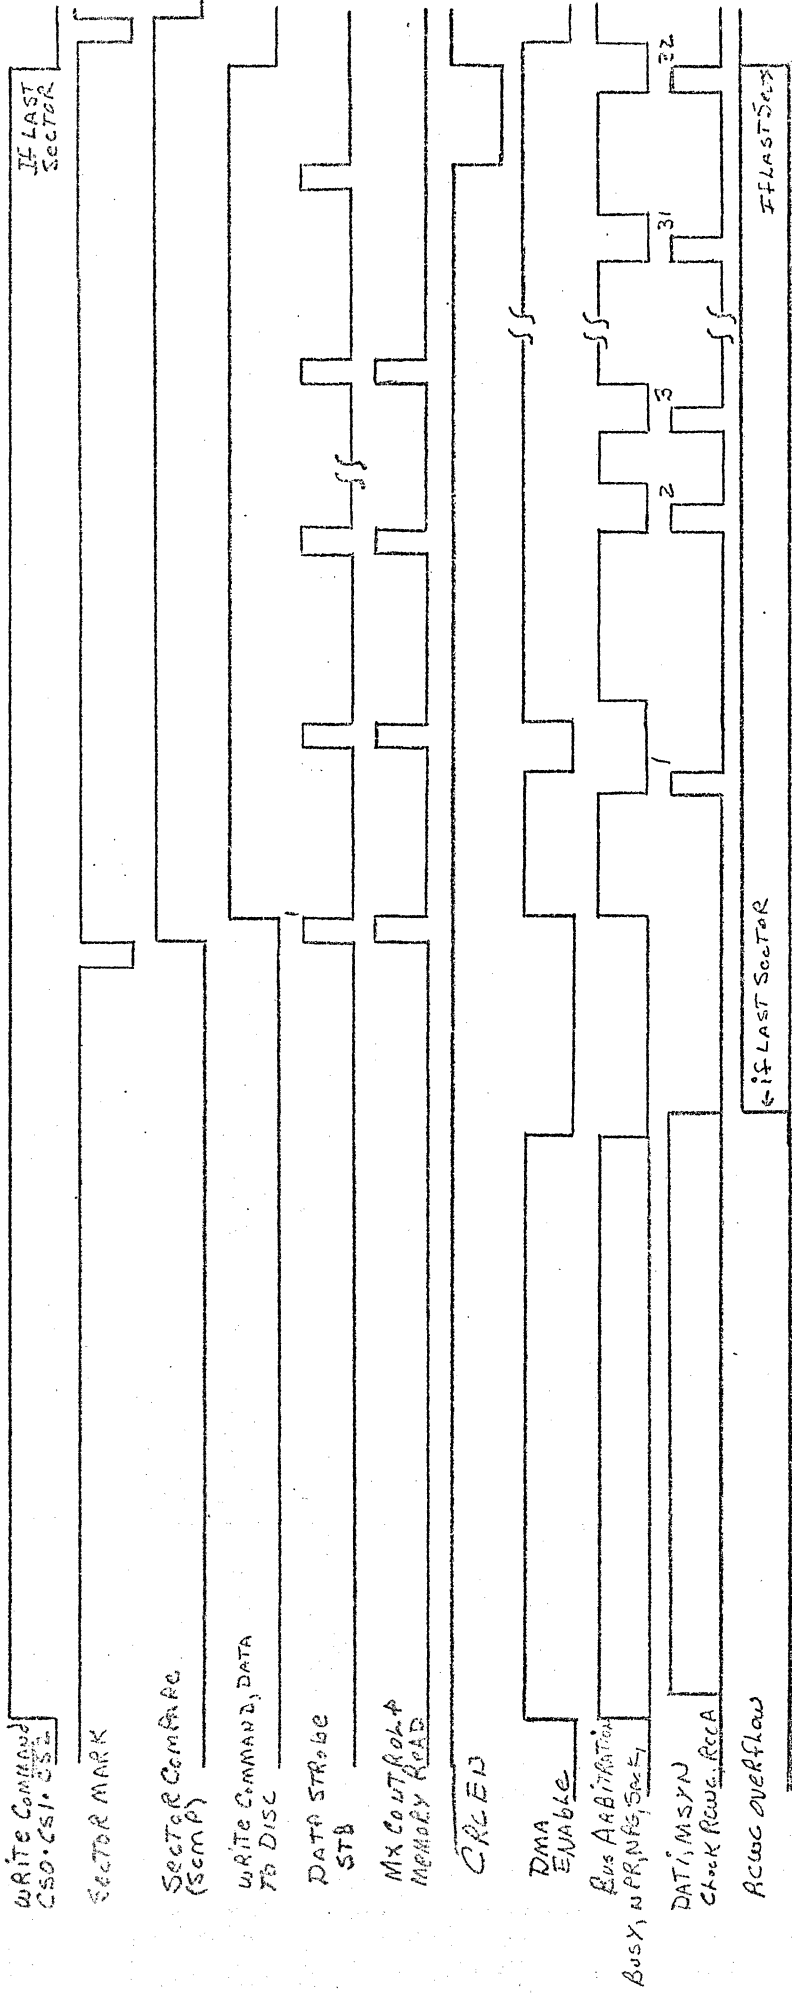 WRITE COMMAND
CS0·CS1·CS2
If LAST
SECTOR
SECTOR MARK
SECTOR COMPARE
(SCMP)
WRITE COMMAND, DATA
TO DISC
DATA STROBE
STB
1
MX CONTROL &
MEMORY READ
CRCEN
DMA
ENABLE
BUS ARBITRATION
BUSY, NPR, NPG, SACK,
DATI, MSYN
CLOCK RCWC, RCCA
1
2
3
31
32
RCWC OVERFLOW
←if LAST SECTOR
If LAST Sect